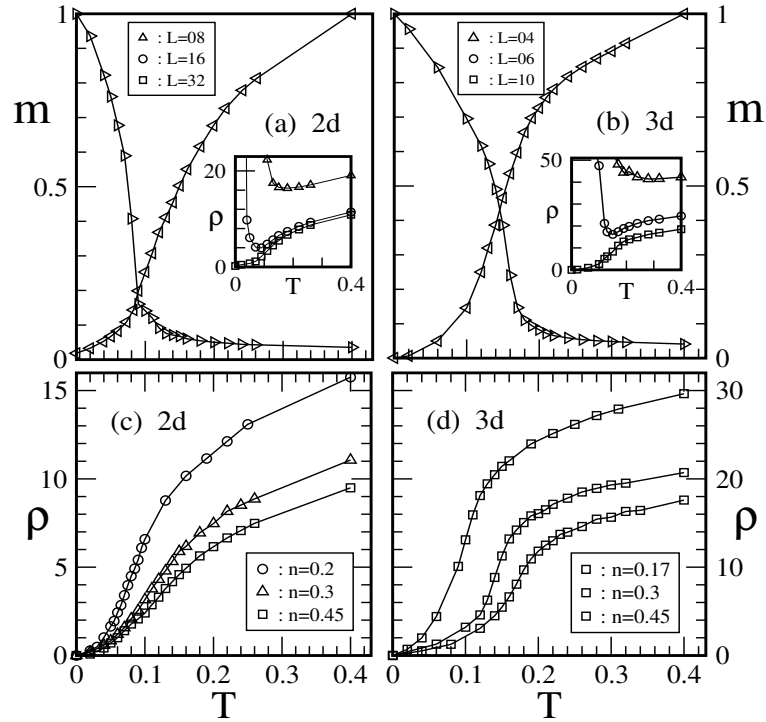 1
m
0.5
0
: L=08
: L=16
: L=32
(a) 2d
20
ρ
0
0
T
0.4
: L=04
: L=06
: L=10
(b) 3d
50
ρ
0
0
T
0.4
1
m
0.5
0
15
10
ρ
5
0
(c) 2d
: n=0.2
: n=0.3
: n=0.45
0
0.1
0.2
0.3
0.4
T
(d) 3d
: n=0.17
: n=0.3
: n=0.45
0
0.1
0.2
0.3
0.4
T
30
20
ρ
10
0